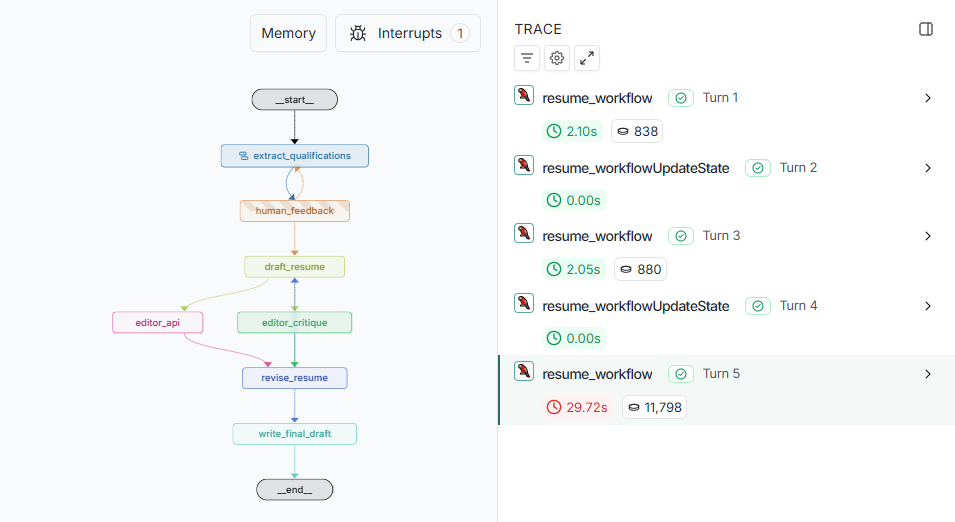 Memory
Interrupts 1
__start__
extract_qualifications
human_feedback
draft_resume
editor_api
editor_critique
revise_resume
write_final_draft
__end__
TRACE
resume_workflow Turn 1
2.10s 838
resume_workflowUpdateState Turn 2
0.00s
resume_workflow Turn 3
2.05s 880
resume_workflowUpdateState Turn 4
0.00s
resume_workflow Turn 5
29.72s 11,798